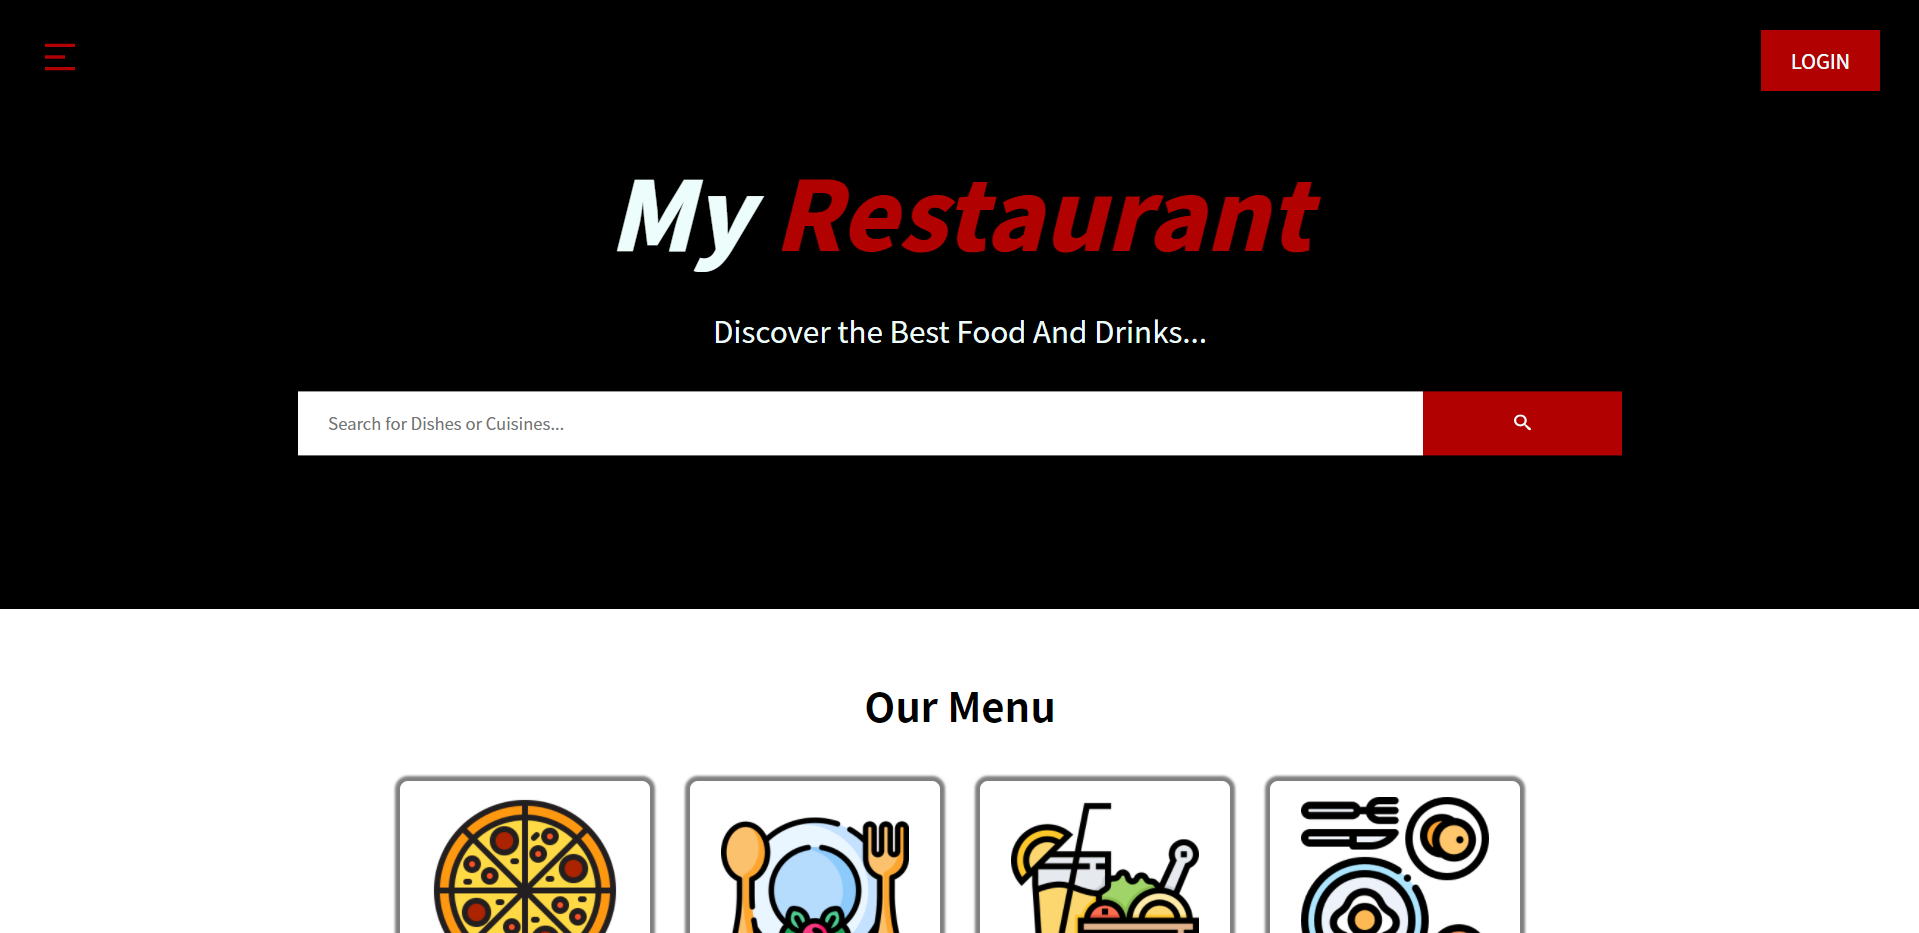 LOGIN
My Restaurant
Discover the Best Food And Drinks...
Search for Dishes or Cuisines...
Our Menu